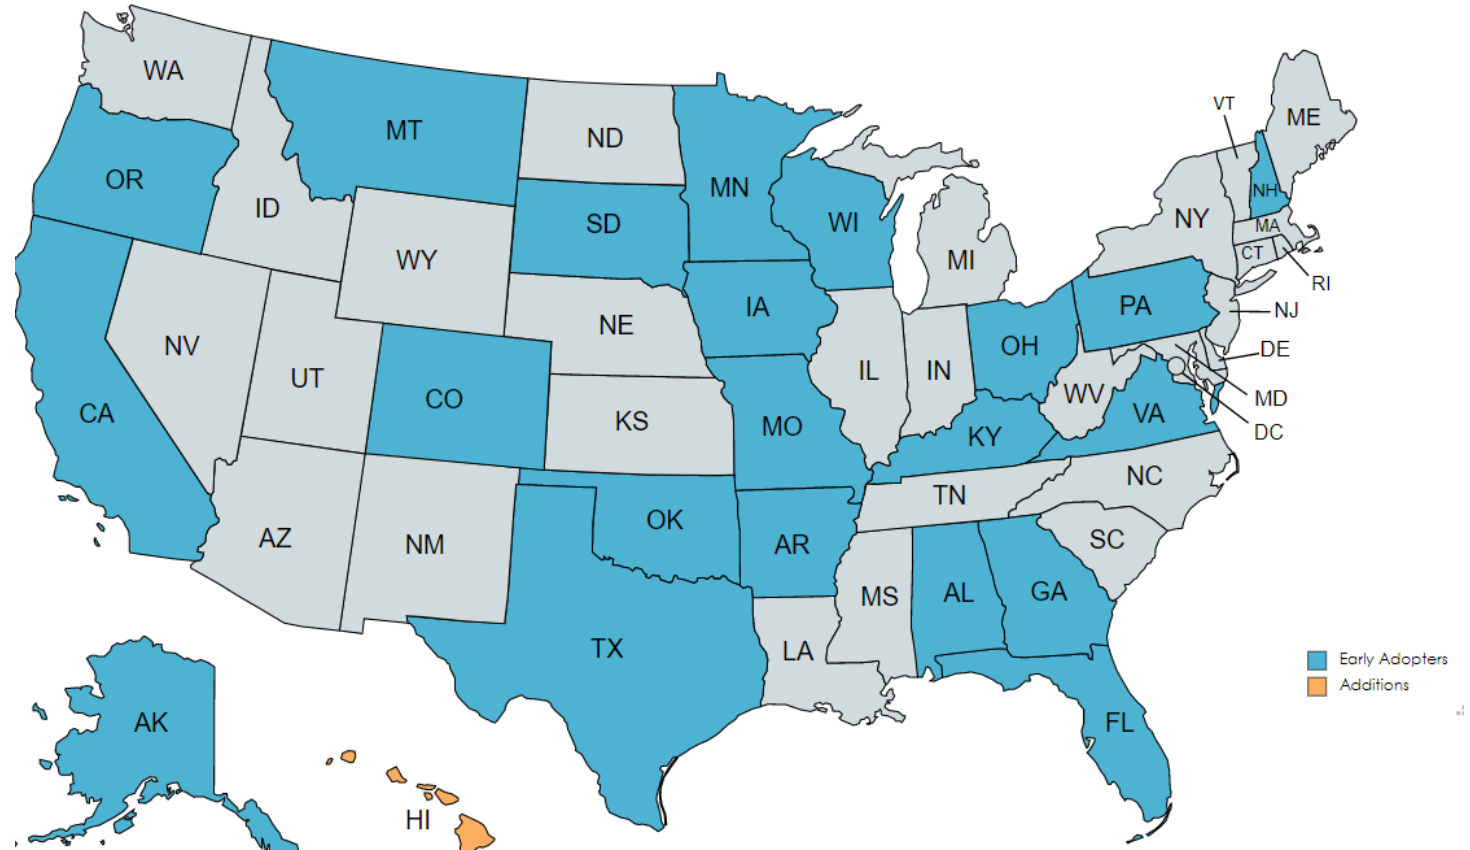 WA
MT
ND
MN
VT
ME
OR
ID
SD
WI
NH
NY
MA
WY
MI
CT
RI
IA
PA
NJ
NE
NV
OH
DE
UT
IL
IN
CO
WV
MD
CA
KS
MO
KY
VA
DC
TN
NC
OK
AZ
NM
AR
SC
MS
AL
GA
TX
LA
Early Adopters
Additions
AK
FL
HI